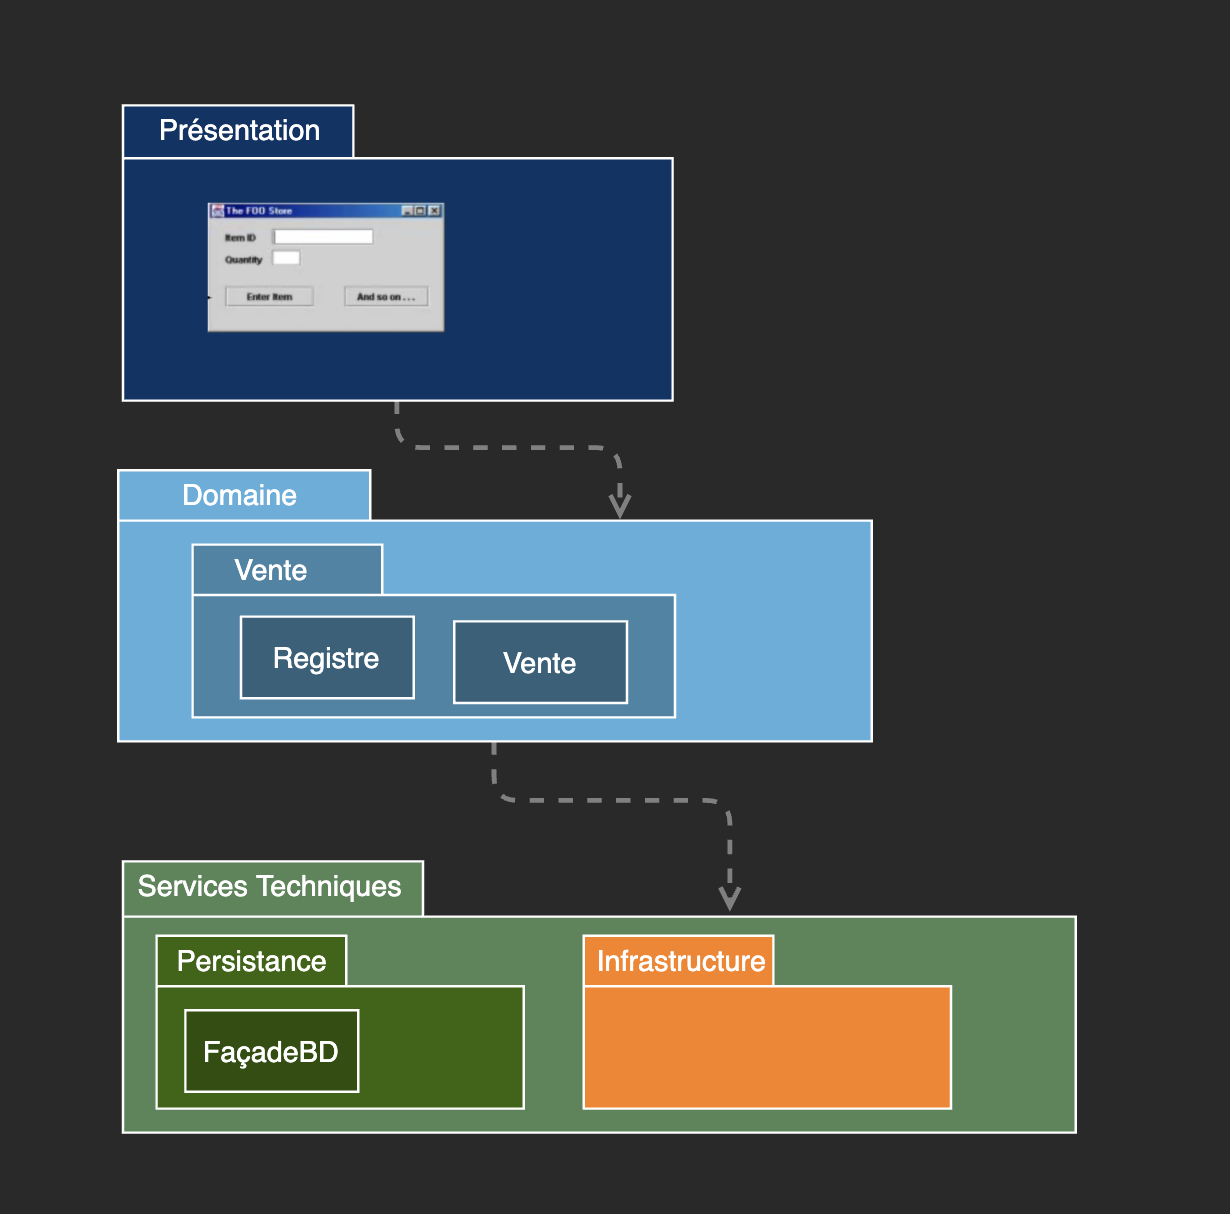 Présentation
The FOO Store
Item ID
Quantity
Enter Item
And so on . . .
Domaine
Vente
Registre
Vente
Services Techniques
Persistance
Infrastructure
FaçadeBD